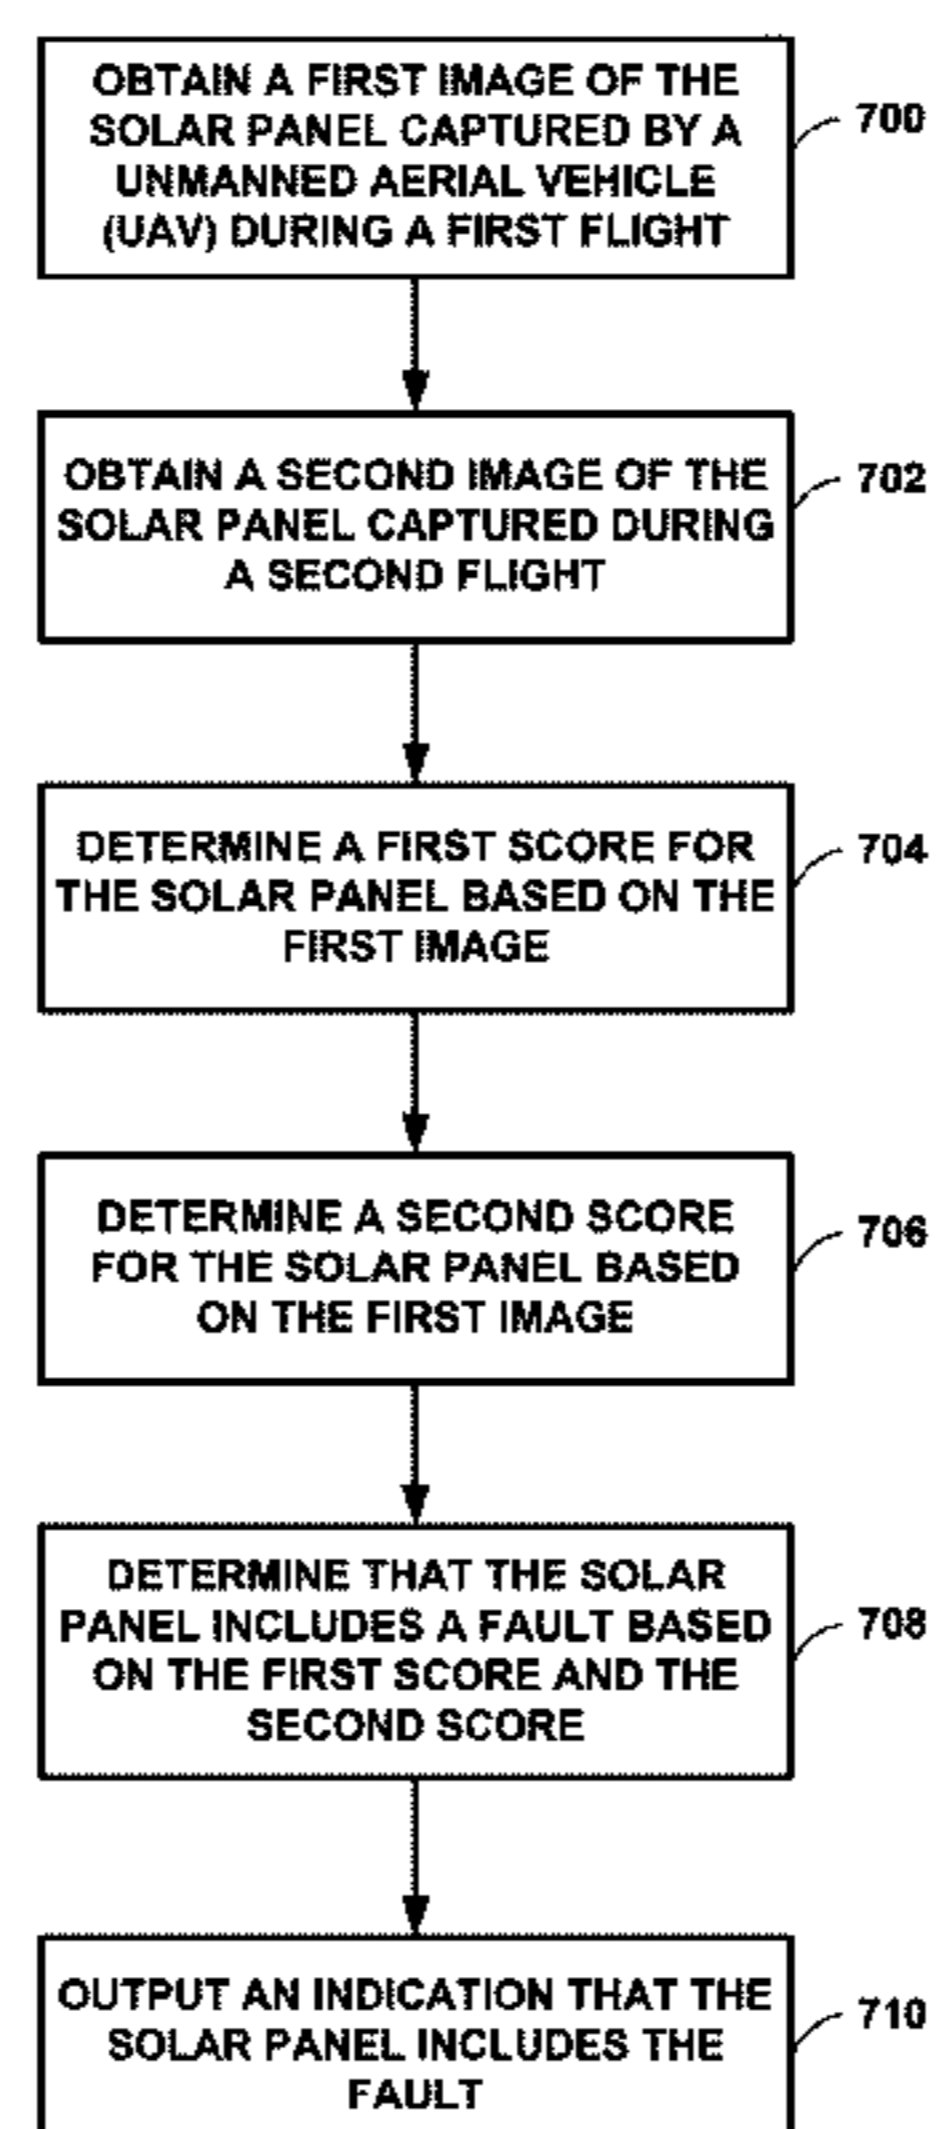 OBTAIN A FIRST IMAGE OF THE
SOLAR PANEL CAPTURED BY A
UNMANNED AERIAL VEHICLE
(UAV) DURING A FIRST FLIGHT
700
OBTAIN A SECOND IMAGE OF THE
SOLAR PANEL CAPTURED DURING
A SECOND FLIGHT
702
DETERMINE A FIRST SCORE FOR
THE SOLAR PANEL BASED ON THE
FIRST IMAGE
704
DETERMINE A SECOND SCORE
FOR THE SOLAR PANEL BASED
ON THE FIRST IMAGE
706
DETERMINE THAT THE SOLAR
PANEL INCLUDES A FAULT BASED
ON THE FIRST SCORE AND THE
SECOND SCORE
708
OUTPUT AN INDICATION THAT THE
SOLAR PANEL INCLUDES THE
FAULT
710